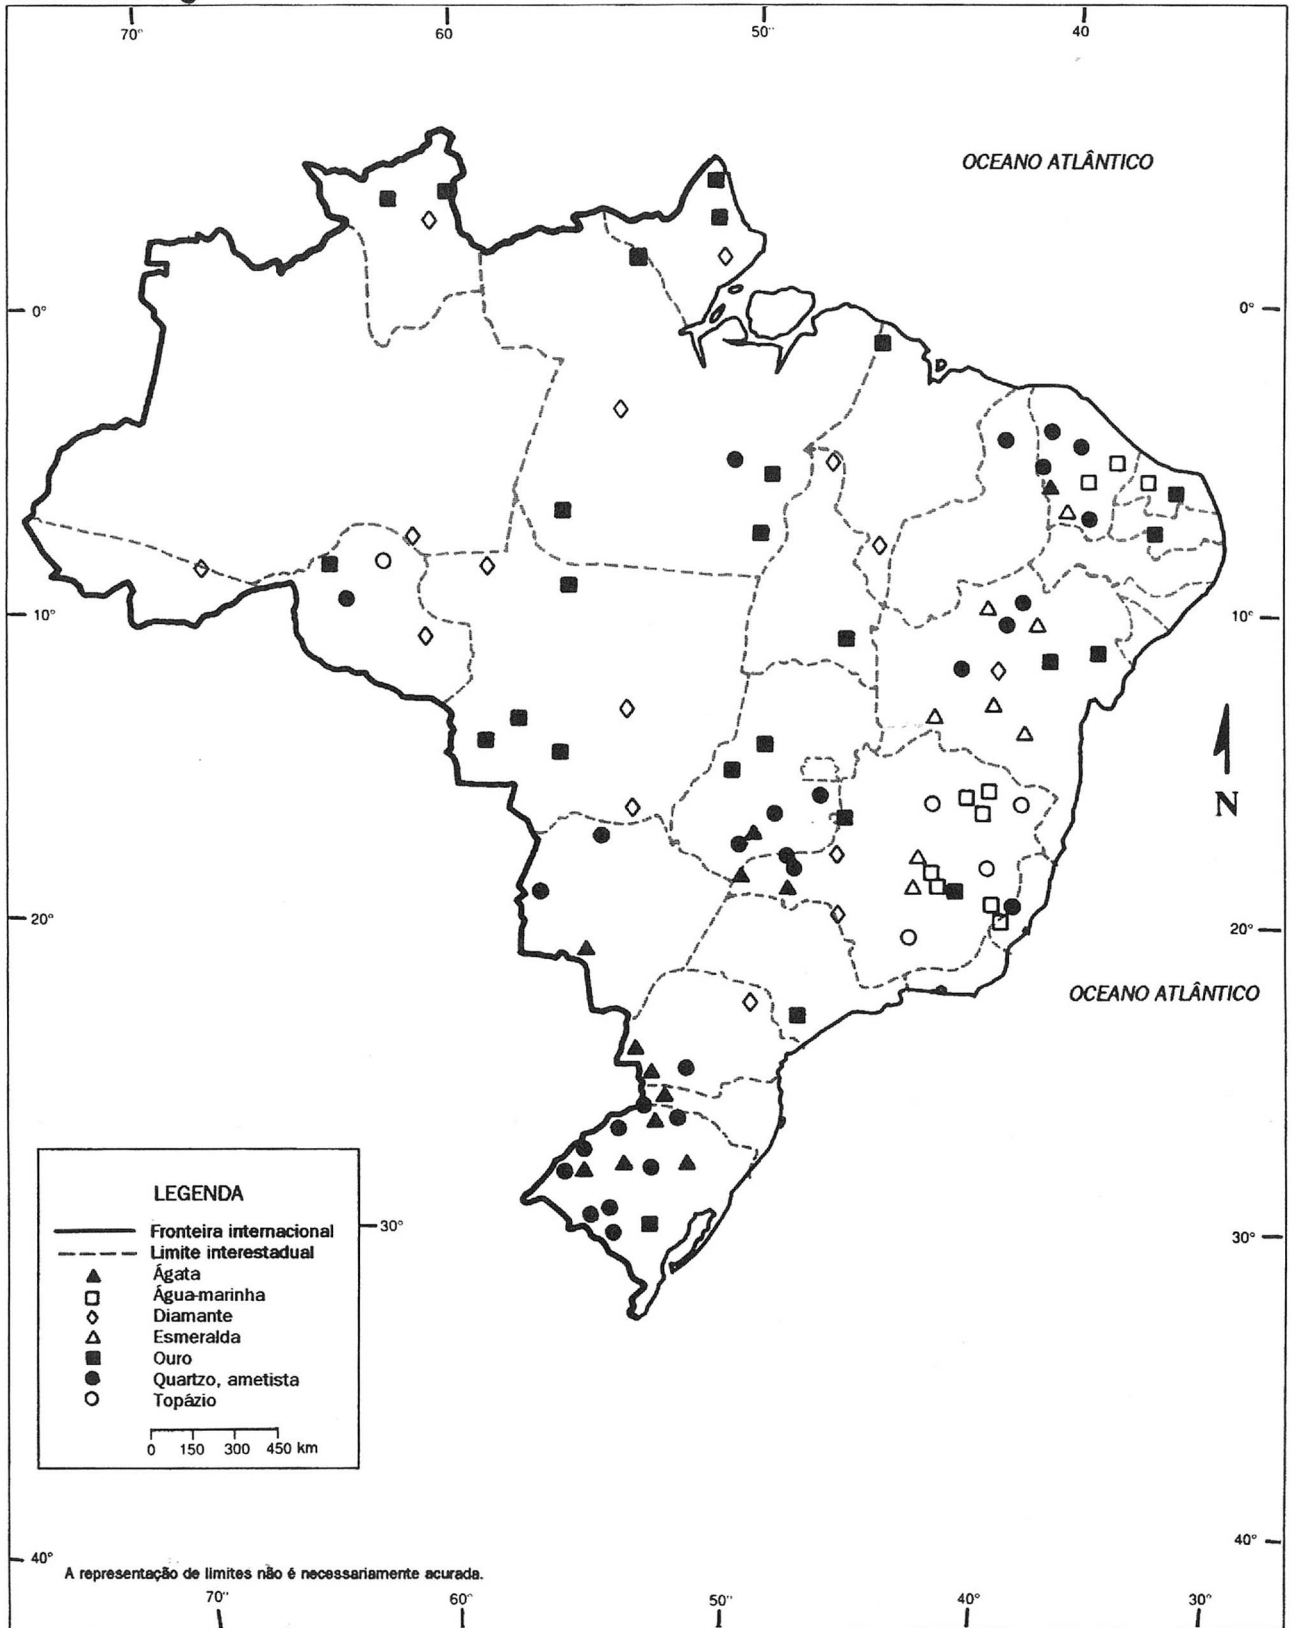 70° 60 50¨ 40
OCEANO ATLÂNTICO
0° 0°
10° 10°
N
20° 20°
OCEANO ATLÂNTICO
LEGENDA
Fronteira internacional
Limite interestadual
Ágata
Água-marinha
Diamante
Esmeralda
Ouro
Quartzo, ametista
Topázio
0 150 300 450 km
30° 30°
40° 40°
A representação de limites não é necessariamente acurada.
70¨ 60° 50¨ 40° 30°